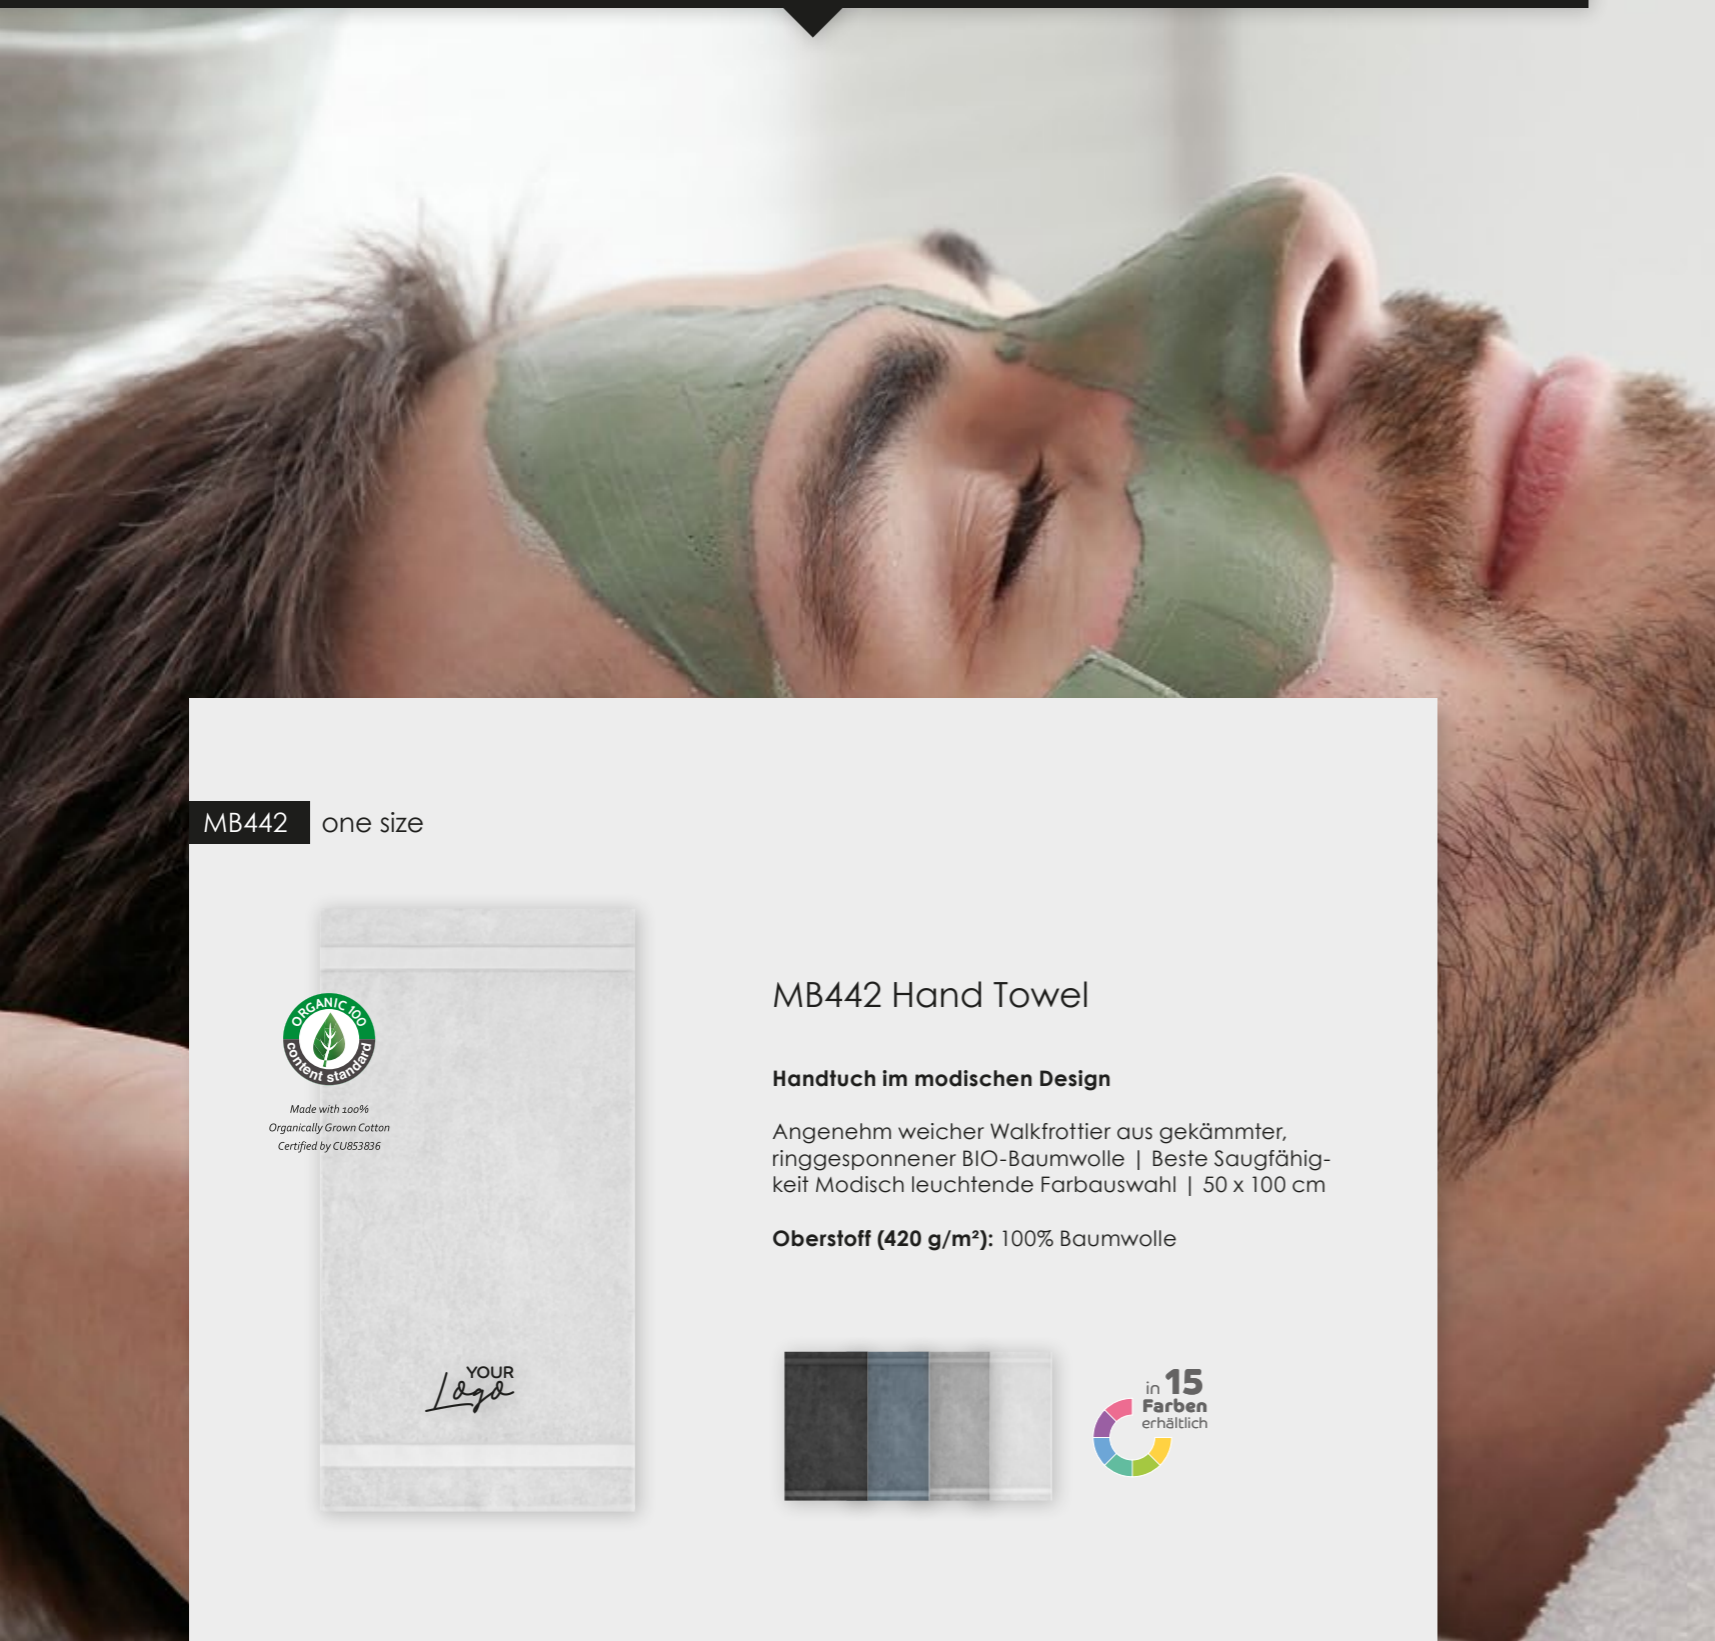 MB442 one size
ORGANIC 100
content standard
Made with 100%
Organically Grown Cotton
Certified by CU853836
YOUR
Logo
MB442 Hand Towel
Handtuch im modischen Design
Angenehm weicher Walkfrottier aus gekämmter,
ringgesponnener BIO-Baumwolle | Beste Saugfähig-
keit Modisch leuchtende Farbauswahl | 50 x 100 cm
Oberstoff (420 g/m²): 100% Baumwolle
in 15
Farben
erhältlich